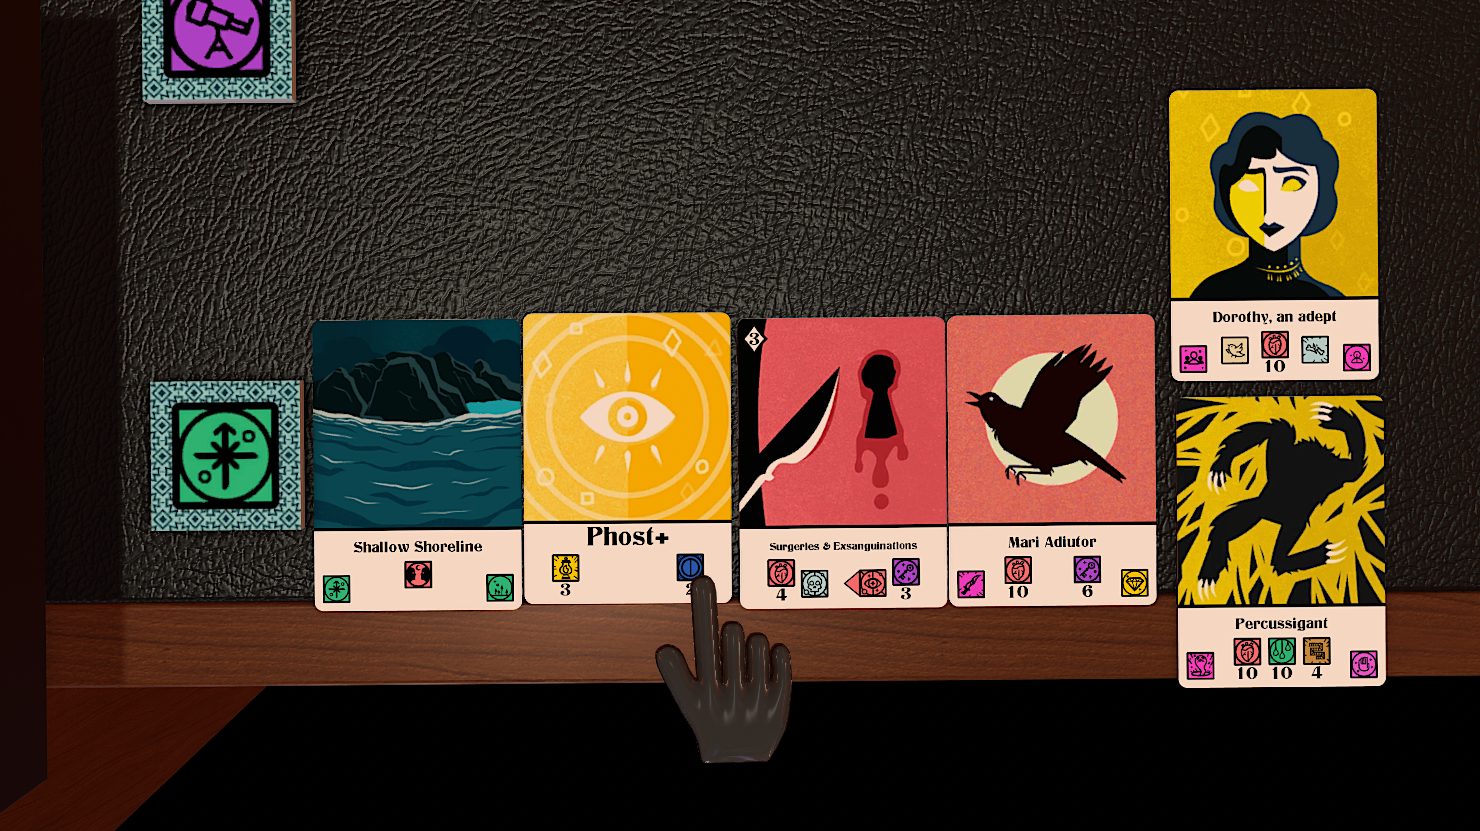 Dorothy, an adept
10
Shallow Shoreline
Phost+
3
3
Surgeries & Exsanguinations
4
3
Mari Adiutor
10
6
Percussigant
10
10
4